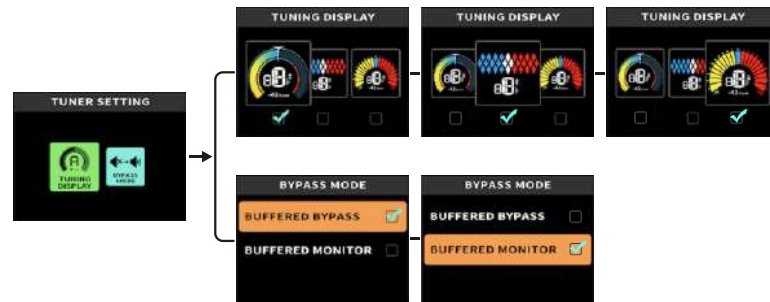 TUNING DISPLAY
TUNING DISPLAY
TUNING DISPLAY
TUNER SETTING
TUNING
DISPLAY
BYPASS
MODE
BYPASS MODE
BUFFERED BYPASS
BUFFERED MONITOR
BYPASS MODE
BUFFERED BYPASS
BUFFERED MONITOR